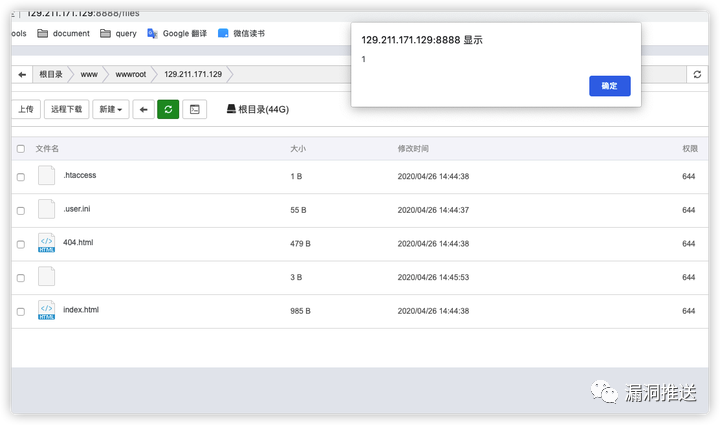 129.211.171.129:8888/files
ools document query Google 翻译 微信读书
129.211.171.129:8888 显示
1
确定
根目录 www wwwroot 129.211.171.129
上传 远程下载 新建 根目录(44G)
文件名 大小 修改时间 权限
.htaccess 1 B 2020/04/26 14:44:38 644
.user.ini 55 B 2020/04/26 14:44:37 644
HTML 404.html 479 B 2020/04/26 14:44:38 644
3 B 2020/04/26 14:45:53 644
HTML index.html 985 B 2020/04/26 14:44:38 644
漏洞推送